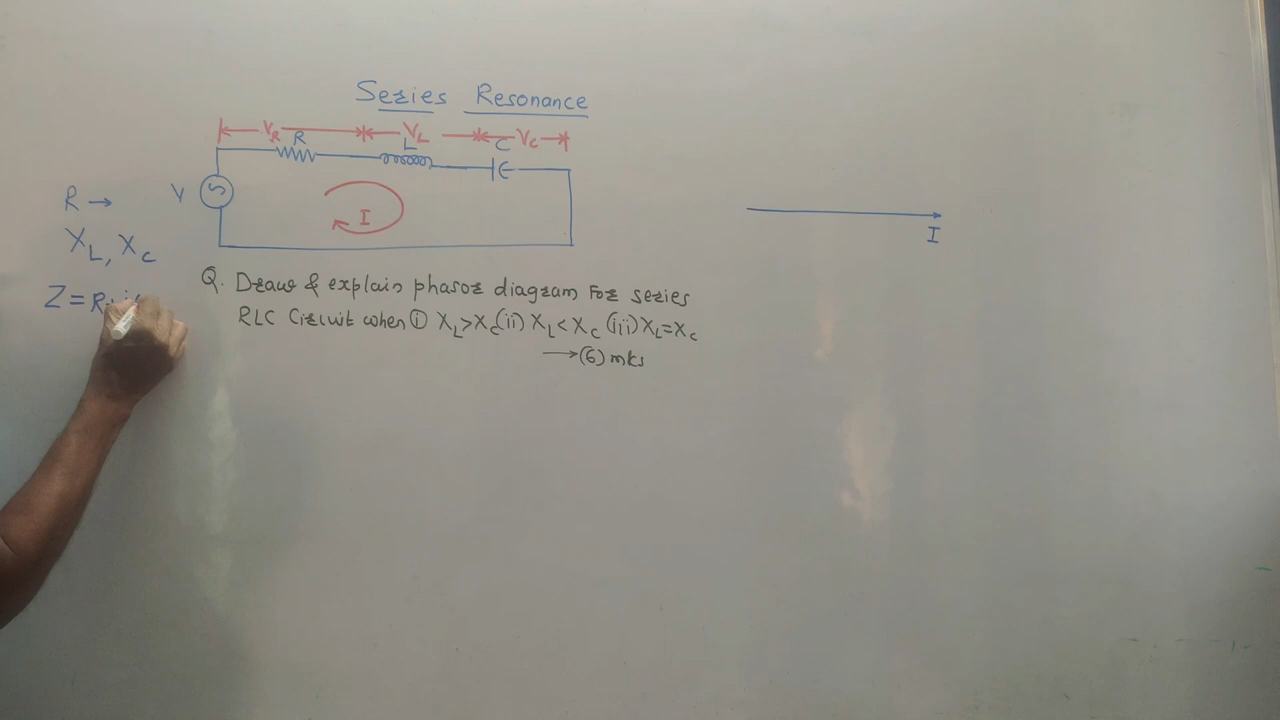 Series Resonance
V_R V_L V_C
R L C
V
I
R →
X_L, X_C
Z = R
I
Q. Draw & explain phasor diagram For series
RLC Circuit when (i) X_L > X_C (ii) X_L < X_C (iii) X_L = X_C
→ (6) mks